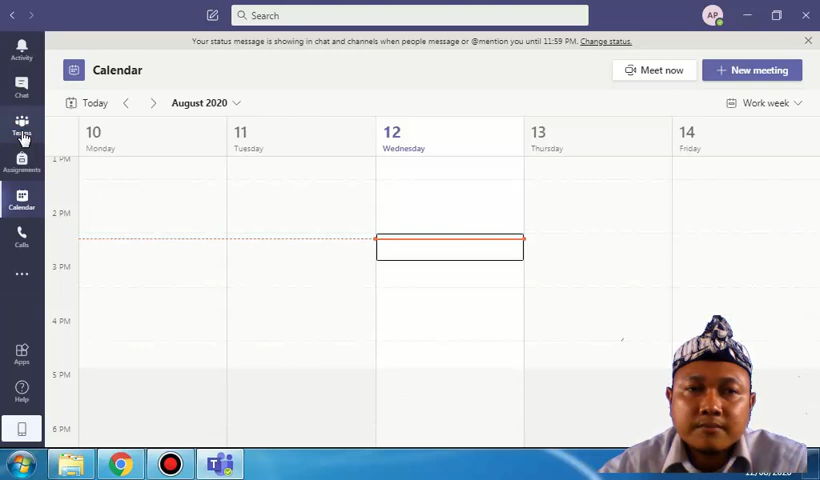 Search
AP
Your status message is showing in chat and channels when people message or @mention you until 11:59 PM. Change status.
Activity
Chat
Teams
Assignments
Calendar
Calls
Apps
Help
Calendar
Meet now
New meeting
Today
August 2020
Work week
10
Monday
11
Tuesday
12
Wednesday
13
Thursday
14
Friday
1 PM
2 PM
3 PM
4 PM
5 PM
6 PM